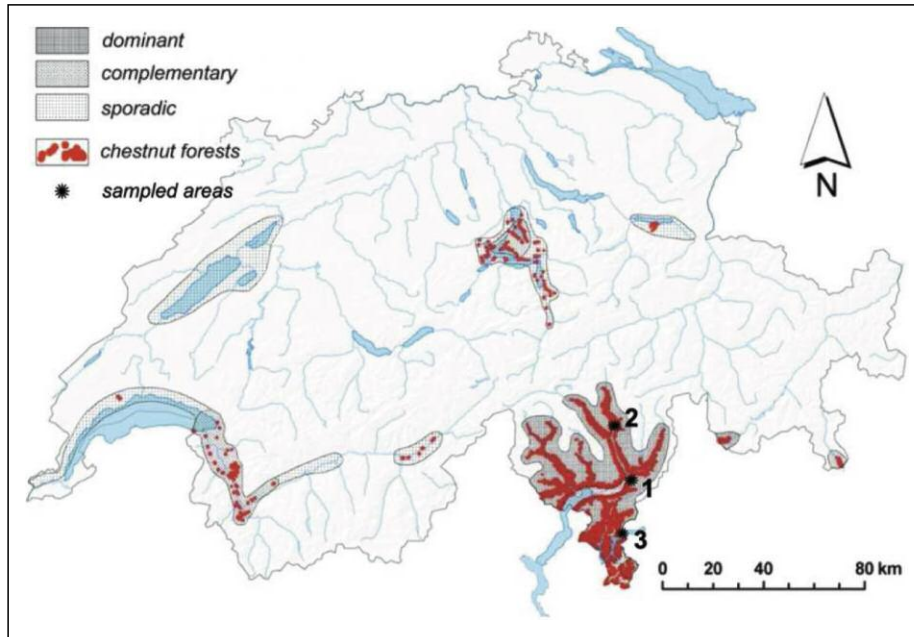 dominant
complementary
sporadic
chestnut forests
sampled areas
N
2
1
3
0 20 40 80 km